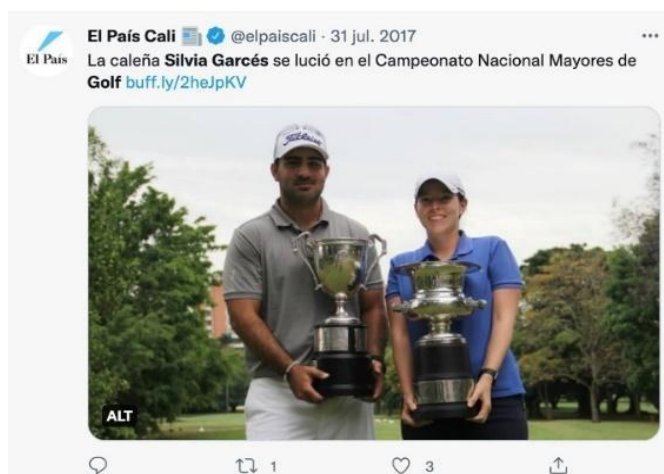 El País Cali @elpaiscali · 31 jul. 2017
El País
La caleña Silvia Garcés se lució en el Campeonato Nacional Mayores de
Golf buff.ly/2heJpKV
Titleist
ALT
1
3